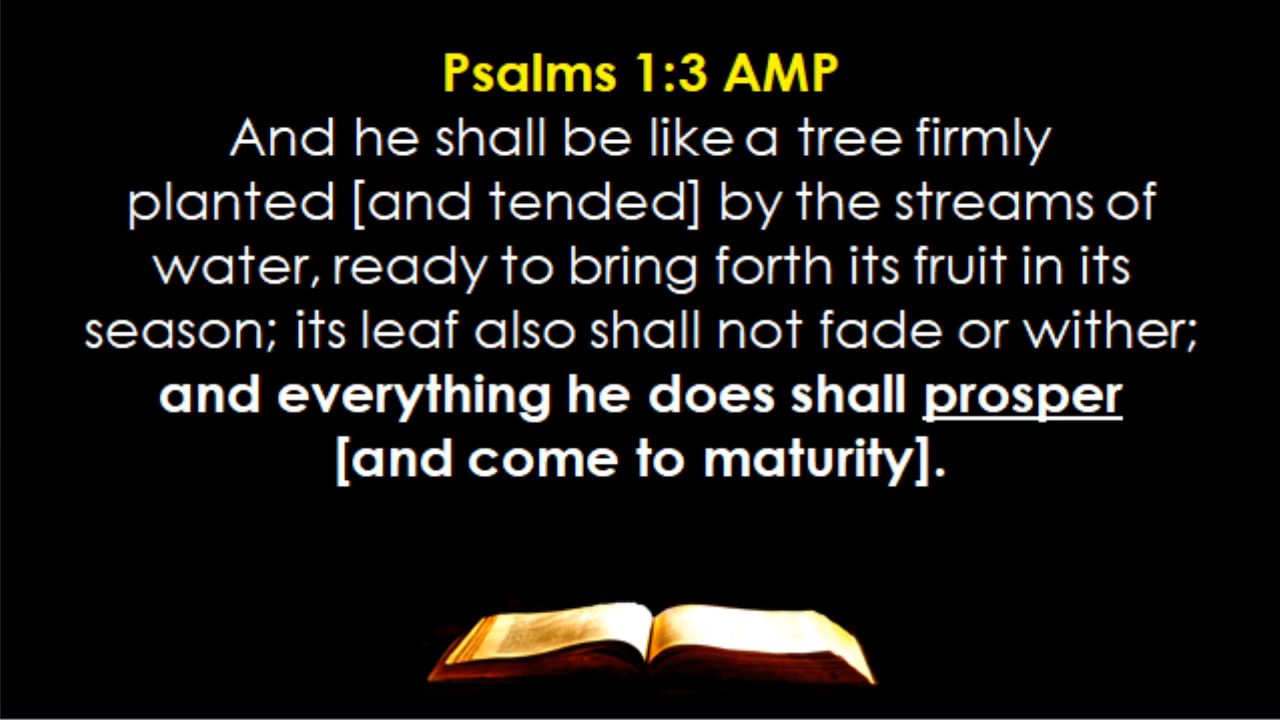 Psalms 1:3 AMP
And he shall be like a tree firmly
planted [and tended] by the streams of
water, ready to bring forth its fruit in its
season; its leaf also shall not fade or wither;
and everything he does shall prosper
[and come to maturity].